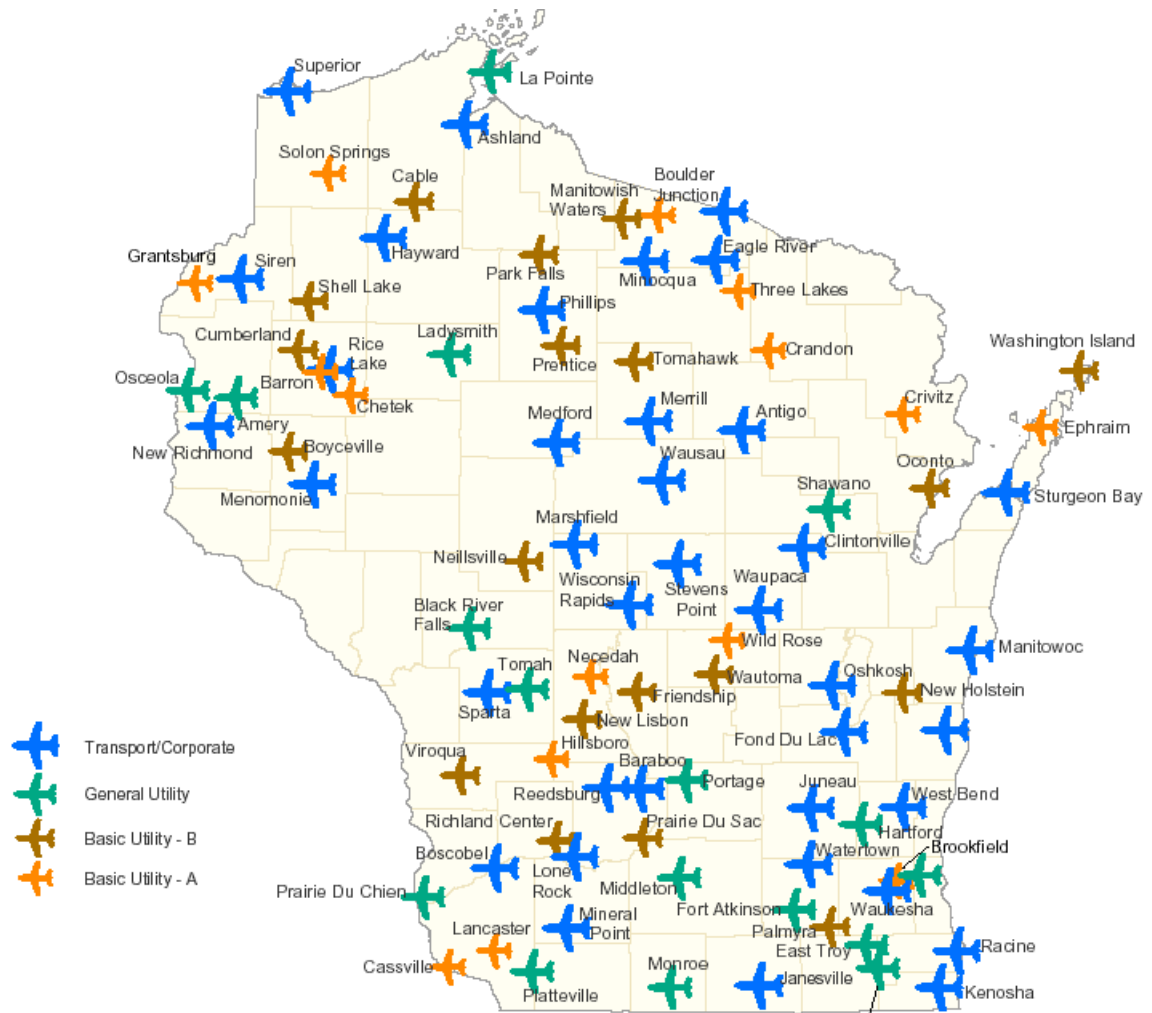 Superior
La Pointe
Ashland
Solon Springs
Cable
Boulder
Junction
Manitowish
Waters
Hayward
Eagle River
Grantsburg
Siren
Park Falls
Minocqua
Shell Lake
Three Lakes
Phillips
Cumberland
Rice
Lake
Ladysmith
Prentice
Tomahawk
Crandon
Washington Island
Osceola
Barron
Chetek
Crivitz
Amery
Merrill
Antigo
Medford
Ephraim
New Richmond
Boyceville
Wausau
Oconto
Menomonie
Shawano
Sturgeon Bay
Marshfield
Clintonville
Neillsville
Wisconsin
Rapids
Stevens
Point
Waupaca
Black River
Falls
Wild Rose
Manitowoc
Tomah
Necedah
Oshkosh
Wautoma
Friendship
New Holstein
Sparta
New Lisbon
Fond Du Lac
Transport/Corporate
Viroqua
Hillsboro
Baraboo
Portage
Juneau
General Utility
Reedsburg
West Bend
Richland Center
Prairie Du Sac
Hartford
Basic Utility - B
Boscobel
Watertown
Brookfield
Lone
Rock
Basic Utility - A
Prairie Du Chien
Middleton
Fort Atkinson
Waukesha
Lancaster
Mineral
Point
Palmyra
East Troy
Racine
Cassville
Platteville
Monroe
Janesville
Kenosha